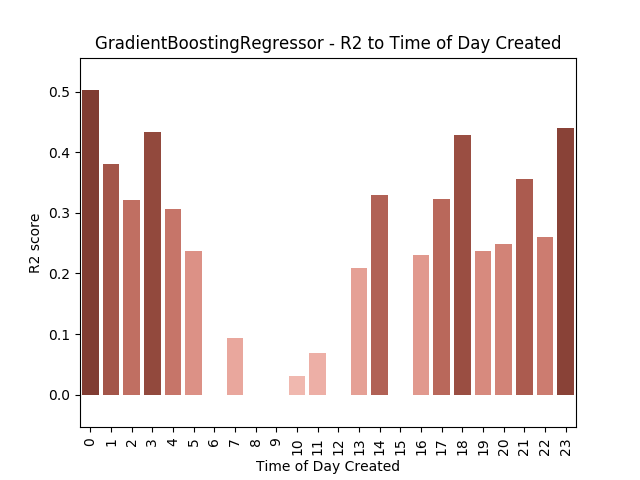 GradientBoostingRegressor - R2 to Time of Day Created
0.5
0.4
0.3
0.2
0.1
0.0
R2 score
0 1 2 3 4 5 6 7 8 9 10 11 12 13 14 15 16 17 18 19 20 21 22 23
Time of Day Created